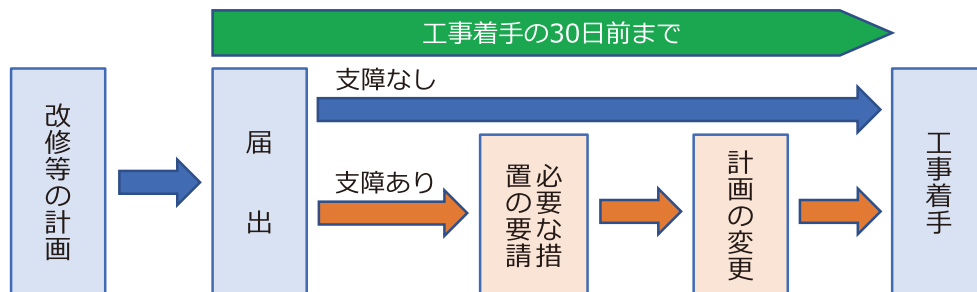 工事着手の30日前まで
改修等の計画
届出
支障なし
支障あり
必要な措
置の要請
計画の変更
工事着手